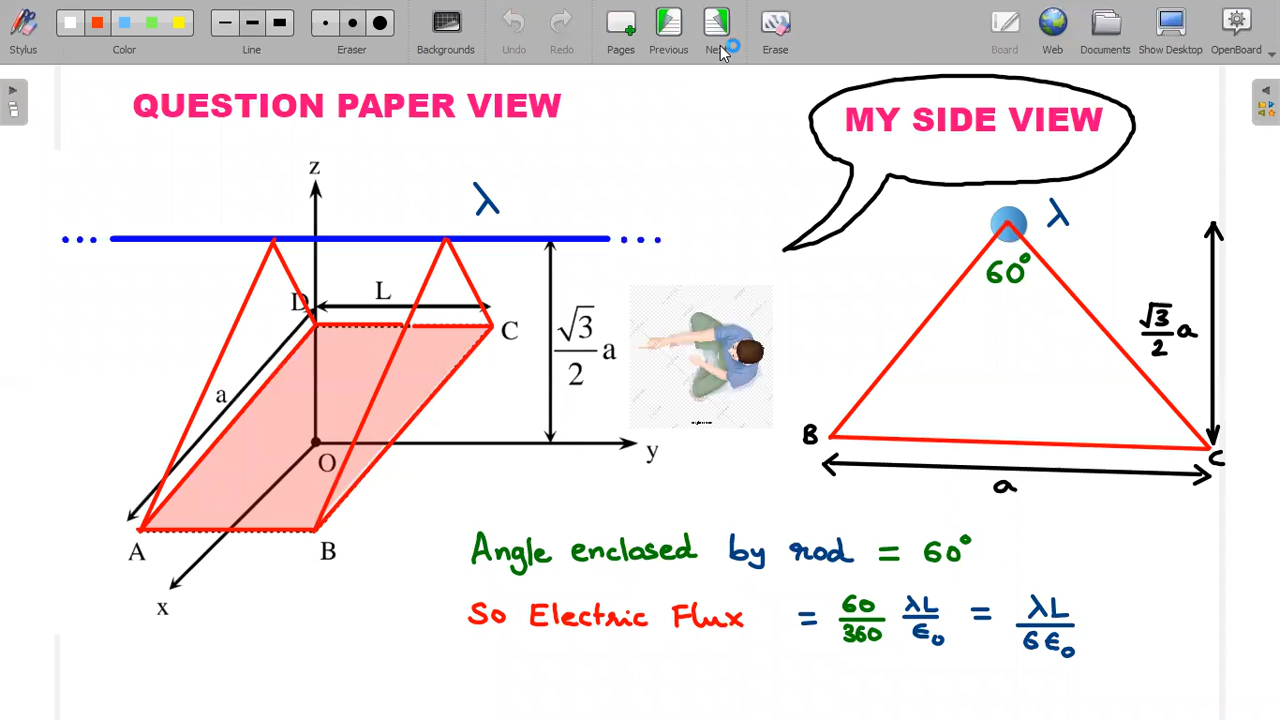 Stylus Color Line Eraser Backgrounds Undo Redo Pages Previous Erase Board Web Documents Show Desktop OpenBoard
QUESTION PAPER VIEW
MY SIDE VIEW
z
λ
λ
60°
D
L
C
√3/2 a
√3/2 a
a
O
y
B
C
a
A
B
x
Angle enclosed by rod = 60°
So Electric Flux = 60/360 λL/ϵ₀ = λL/6ϵ₀